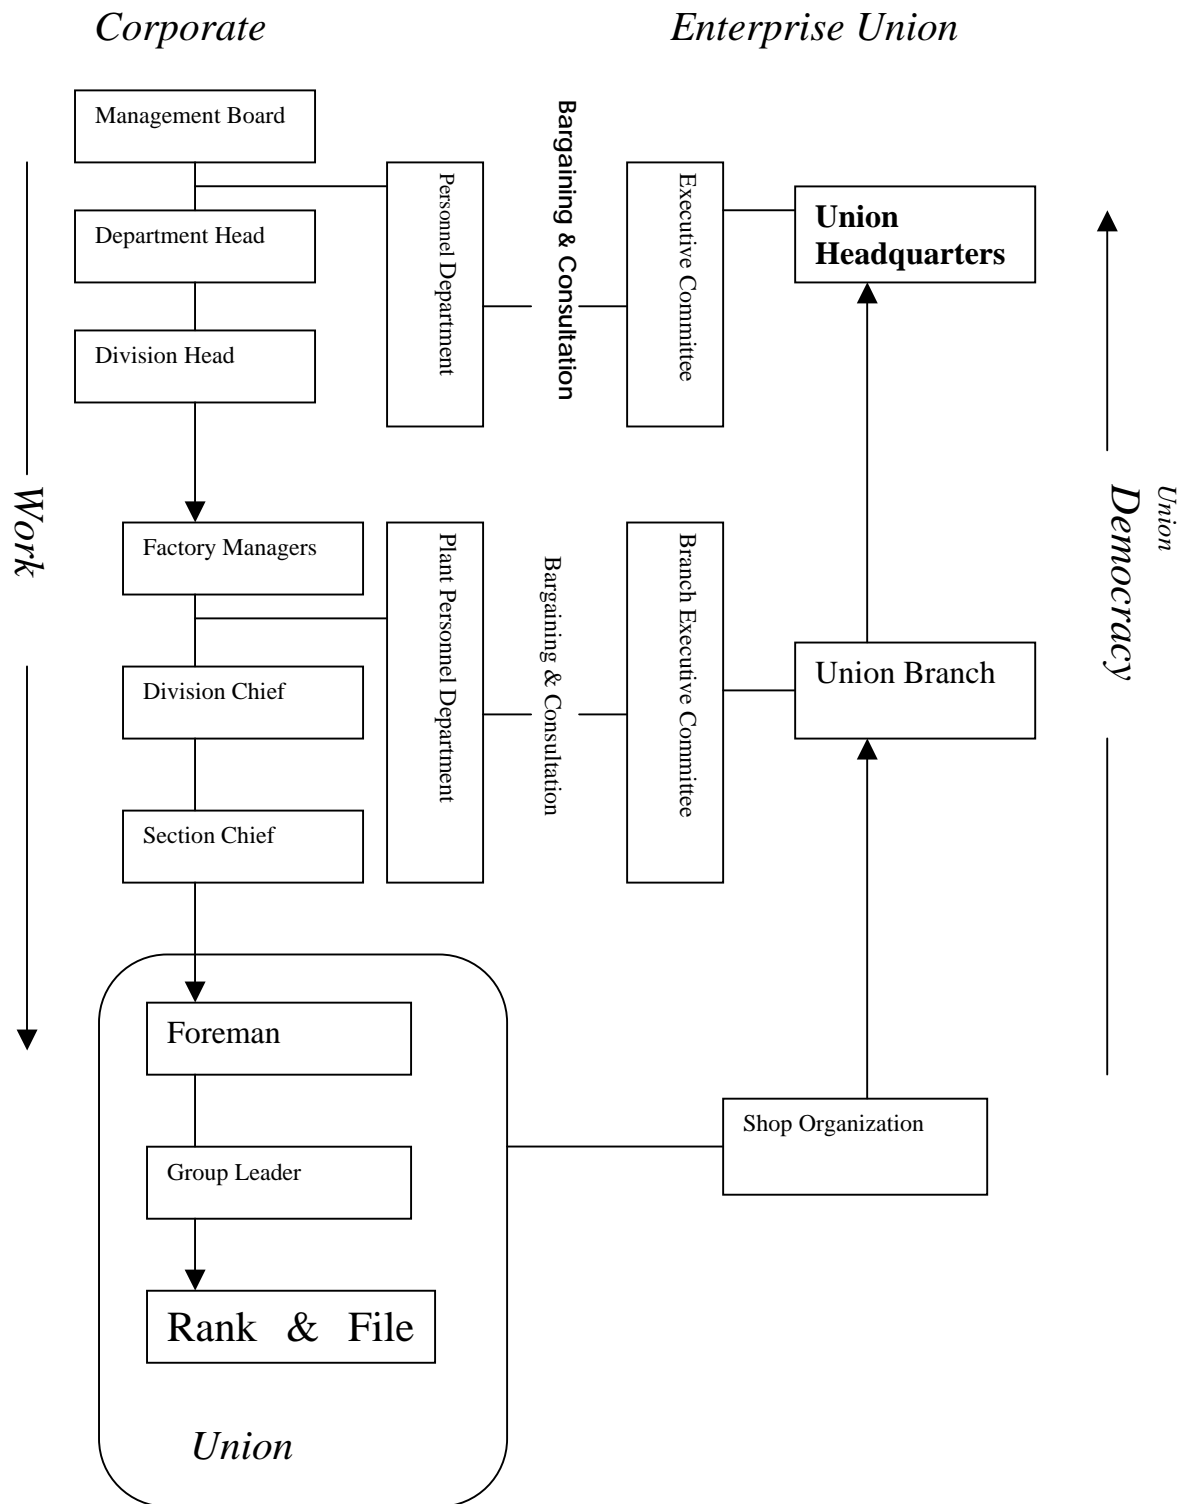 Corporate
Enterprise Union
Management Board
Department Head
Division Head
Personnel Department
Bargaining & Consultation
Executive Committee
Union
Headquarters
Work
Factory Managers
Division Chief
Section Chief
Plant Personnel Department
Bargaining & Consultation
Branch Executive Committee
Union Branch
Union
Democracy
Foreman
Group Leader
Rank & File
Union
Shop Organization